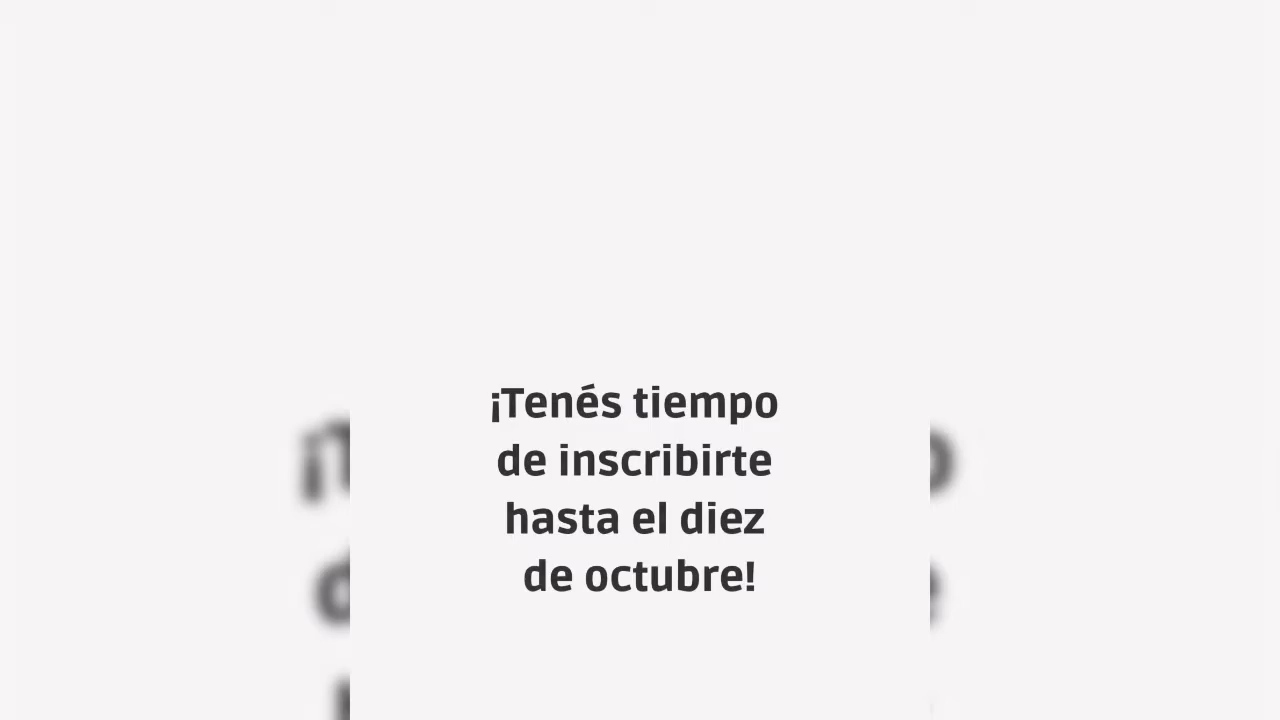 ¡Tenés tiempo
de inscribirte
hasta el diez
de octubre!